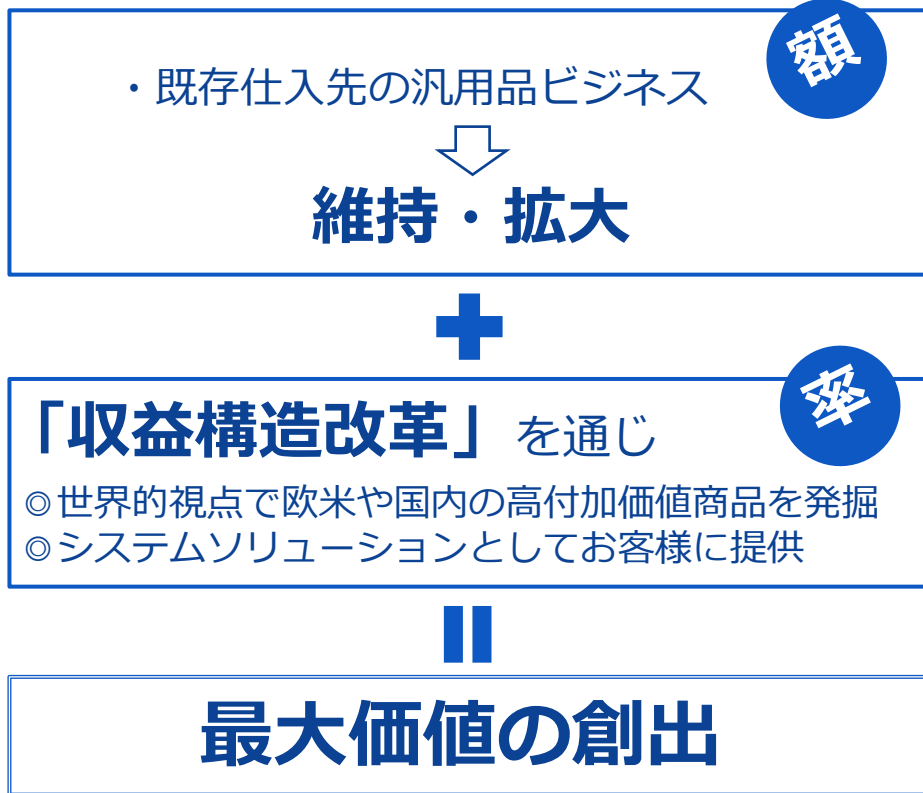 額
・既存仕入先の汎用品ビジネス
維持・拡大
率
「収益構造改革」を通じ
◎世界的視点で欧米や国内の高付加価値商品を発掘
◎システムソリューションとしてお客様に提供
最大価値の創出